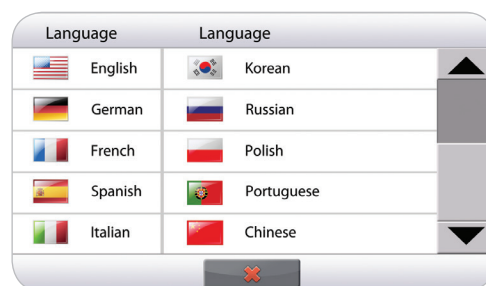 Language Language
English Korean
German Russian
French Polish
Spanish Portuguese
Italian Chinese